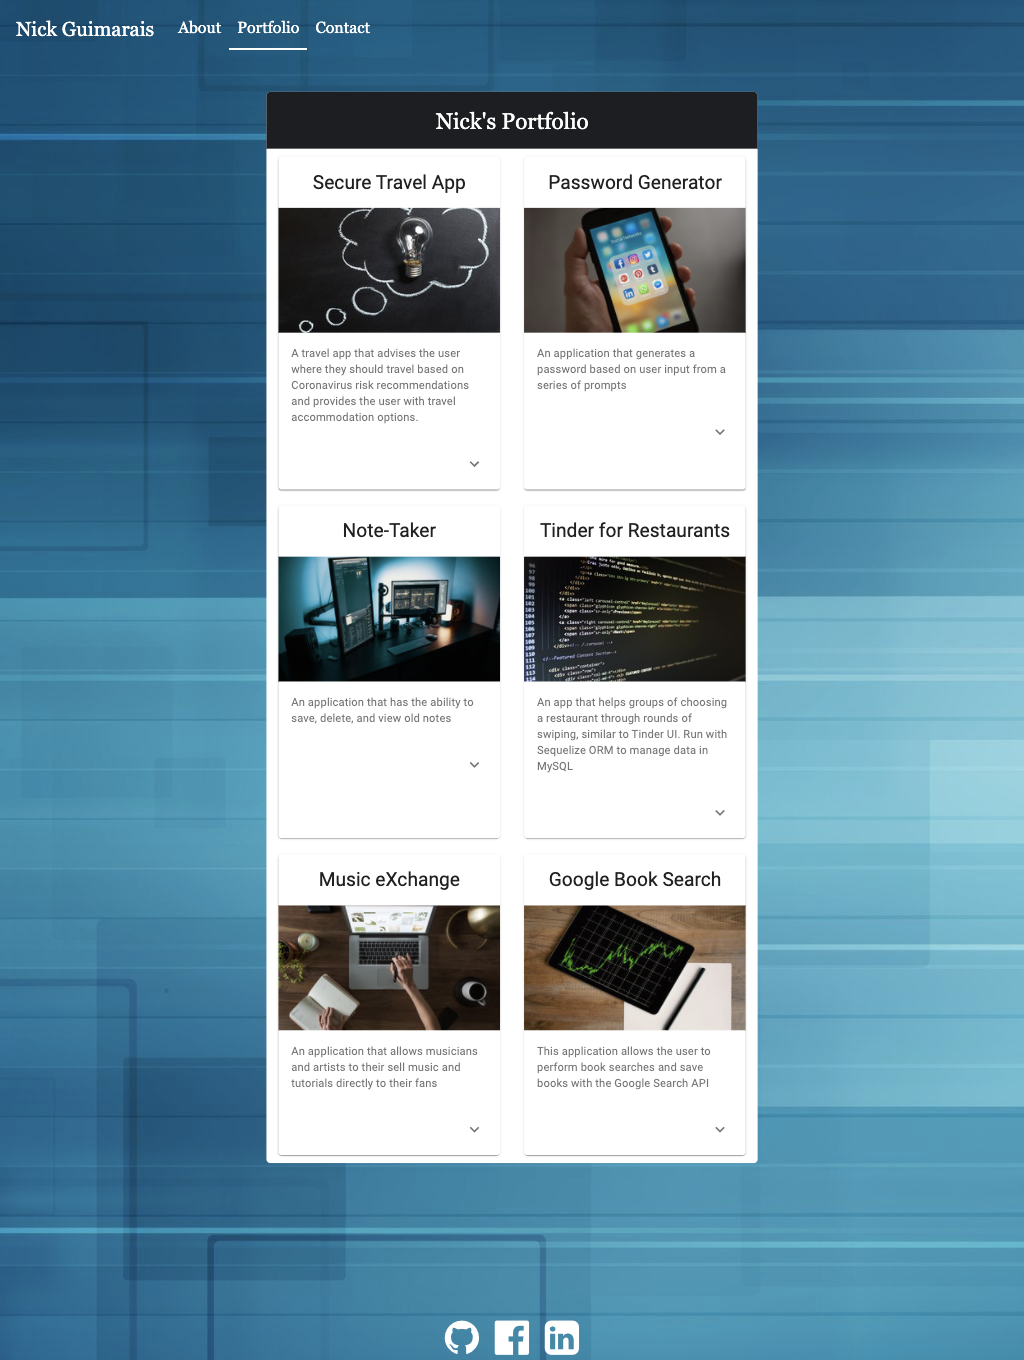 Nick Guimarais
About
Portfolio
Contact
Nick's Portfolio
Secure Travel App
A travel app that advises the user
where they should travel based on
Coronavirus risk recommendations
and provides the user with travel
accommodation options.
Password Generator
An application that generates a
password based on user input from a
series of prompts
Note-Taker
An application that has the ability to
save, delete, and view old notes
Tinder for Restaurants
An app that helps groups of choosing
a restaurant through rounds of
swiping, similar to Tinder UI. Run with
Sequelize ORM to manage data in
MySQL
Music eXchange
An application that allows musicians
and artists to their sell music and
tutorials directly to their fans
Google Book Search
This application allows the user to
perform book searches and save
books with the Google Search API